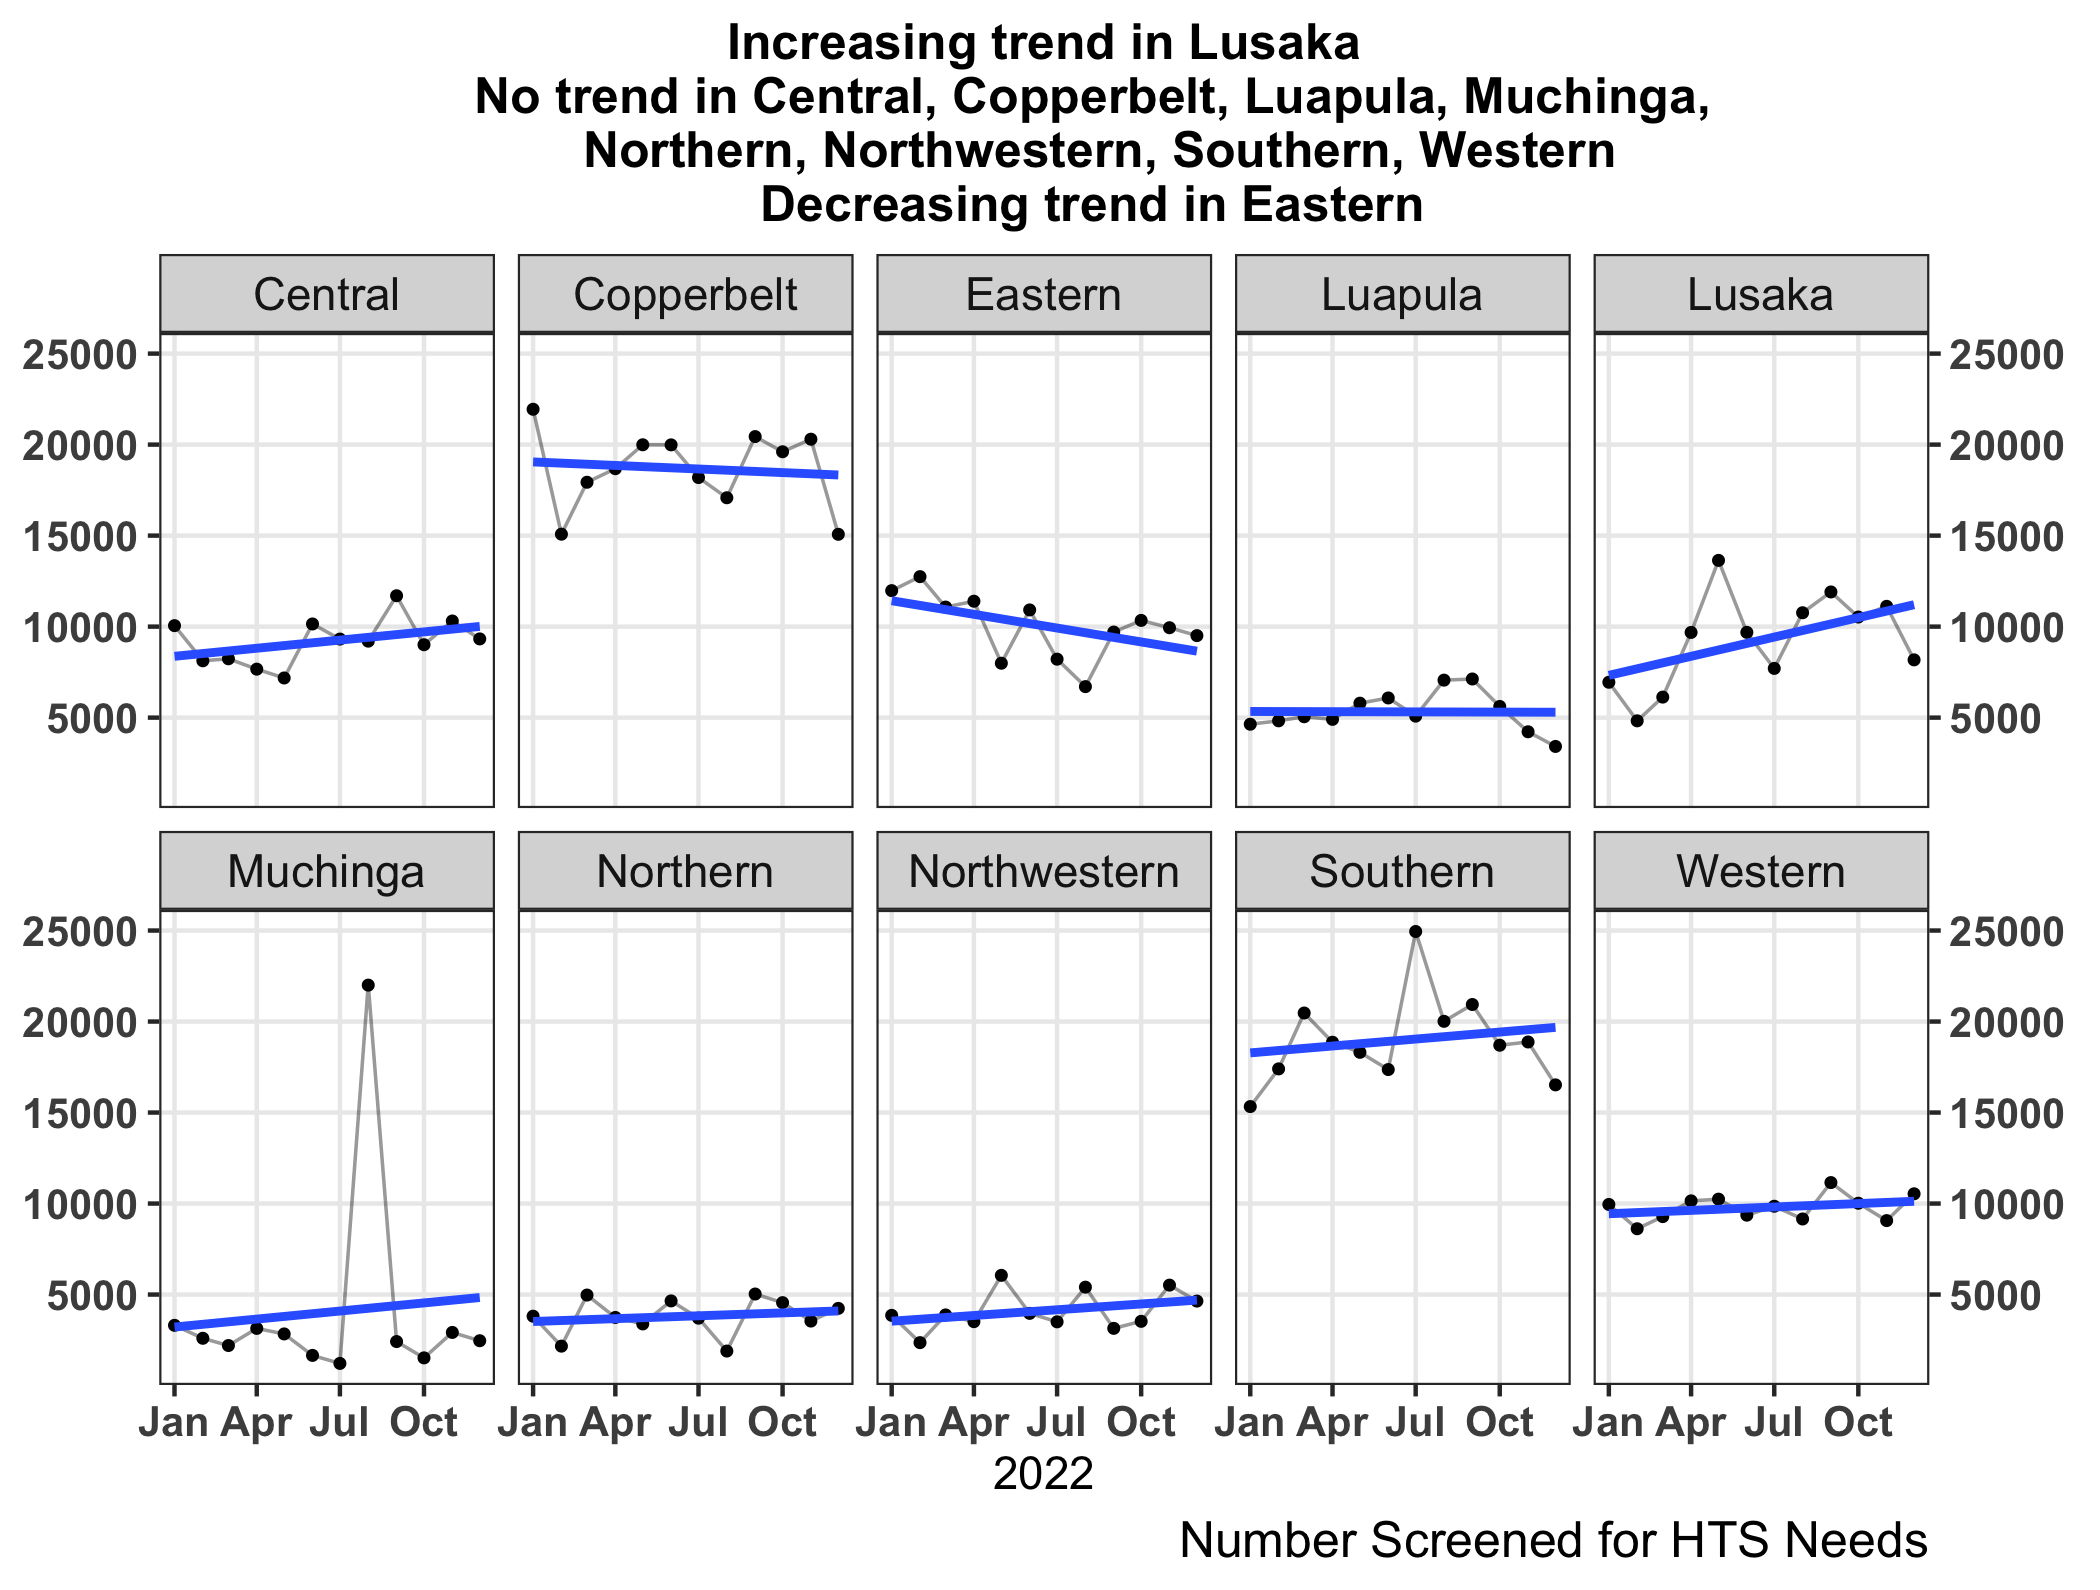 Increasing trend in Lusaka
No trend in Central, Copperbelt, Luapula, Muchinga,
Northern, Northwestern, Southern, Western
Decreasing trend in Eastern
Central Copperbelt Eastern Luapula Lusaka
25000 25000
20000 20000
15000 15000
10000 10000
5000 5000
Muchinga Northern Northwestern Southern Western
25000 25000
20000 20000
15000 15000
10000 10000
5000 5000
Jan Apr Jul Oct Jan Apr Jul Oct Jan Apr Jul Oct Jan Apr Jul Oct Jan Apr Jul Oct
2022
Number Screened for HTS Needs